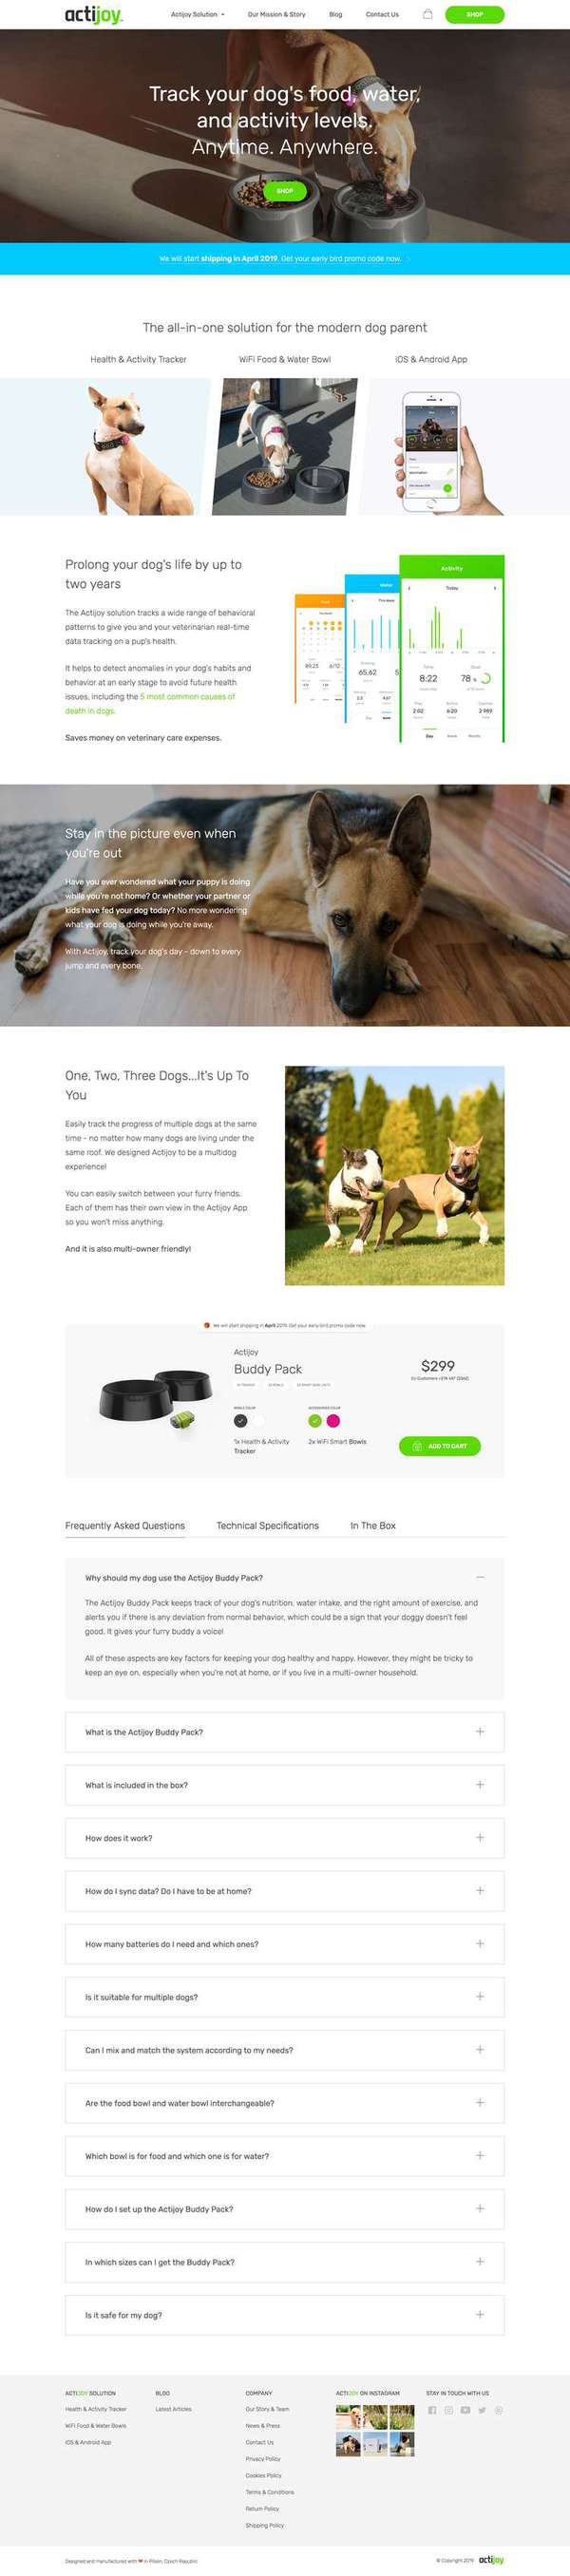 actijoy
Actijoy Solution
Our Mission & Story
Blog
Contact Us
SHOP
Track your dog's food, water,
and activity levels.
Anytime. Anywhere.
SHOP
We will start shipping in April 2019. Get your early bird promo code now.
The all-in-one solution for the modern dog parent
Health & Activity Tracker
WiFi Food & Water Bowl
iOS & Android App
Prolong your dog's life by up to
two years
The Actijoy solution tracks a wide range of behavioral
patterns to give you and your veterinarian real-time
data tracking on a pup's health.
It helps to detect anomalies in your dog's habits and
behavior at an early stage to avoid future health
issues, including the 5 most common causes of
death in dogs.
Saves money on veterinary care expenses.
Water
Activity
Today
65.62
8.22
78
Day
Week
Month
Stay in the picture even when
you're out
Have you ever wondered what your puppy is doing
while you're not home? Or whether your partner or
kids have fed your dog today? No more wondering
what your dog is doing while you're away.
With Actijoy, track your dog's day - down to every
jump and every bone.
One, Two, Three Dogs...It's Up To
You
Easily track the progress of multiple dogs at the same
time - no matter how many dogs are living under the
same roof. We designed Actijoy to be a multidog
experience!
You can easily switch between your furry friends.
Each of them has their own view in the Actijoy App
so you won't miss anything.
And it is also multi-owner friendly!
We will start shipping in April 2019. Get your early bird promo code now.
Actijoy
Buddy Pack
$299
1x Health & Activity
Tracker
2x WiFi Smart Bowls
ADD TO CART
Frequently Asked Questions
Technical Specifications
In The Box
Why should my dog use the Actijoy Buddy Pack?
The Actijoy Buddy Pack keeps track of your dog's nutrition, water intake, and the right amount of exercise, and
alerts you if there is any deviation from normal behavior, which could be a sign that your doggy doesn't feel
good. It gives your furry buddy a voice!
All of these aspects are key factors for keeping your dog healthy and happy. However, they might be tricky to
keep an eye on, especially when you're not at home, or if you live in a multi-owner household.
What is the Actijoy Buddy Pack?
What is included in the box?
How does it work?
How do I sync data? Do I have to be at home?
How many batteries do I need and which ones?
Is it suitable for multiple dogs?
Can I mix and match the system according to my needs?
Are the food bowl and water bowl interchangeable?
Which bowl is for food and which one is for water?
How do I set up the Actijoy Buddy Pack?
In which sizes can I get the Buddy Pack?
Is it safe for my dog?
ACTIJOY SOLUTION
Health & Activity Tracker
WiFi Food & Water Bowls
iOS & Android App
BLOG
Latest Articles
COMPANY
Our Story & Team
News & Press
Contact Us
Privacy Policy
Cookies Policy
Terms & Conditions
Return Policy
Shipping Policy
ACTIJOY ON INSTAGRAM
STAY IN TOUCH WITH US
Designed and manufactured with in Pilsen, Czech Republic
© Copyright 2019
actijoy